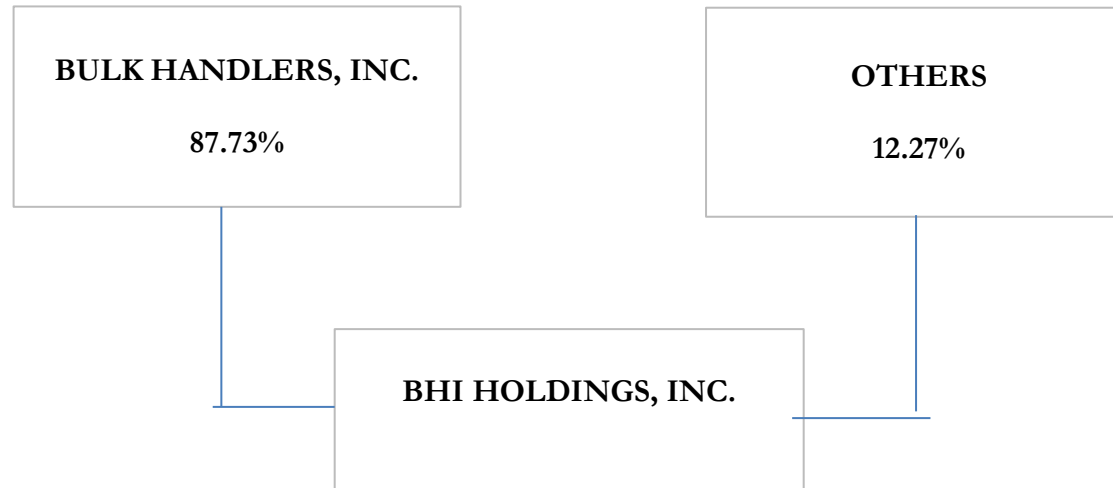 BULK HANDLERS, INC.
87.73%
OTHERS
12.27%
BHI HOLDINGS, INC.